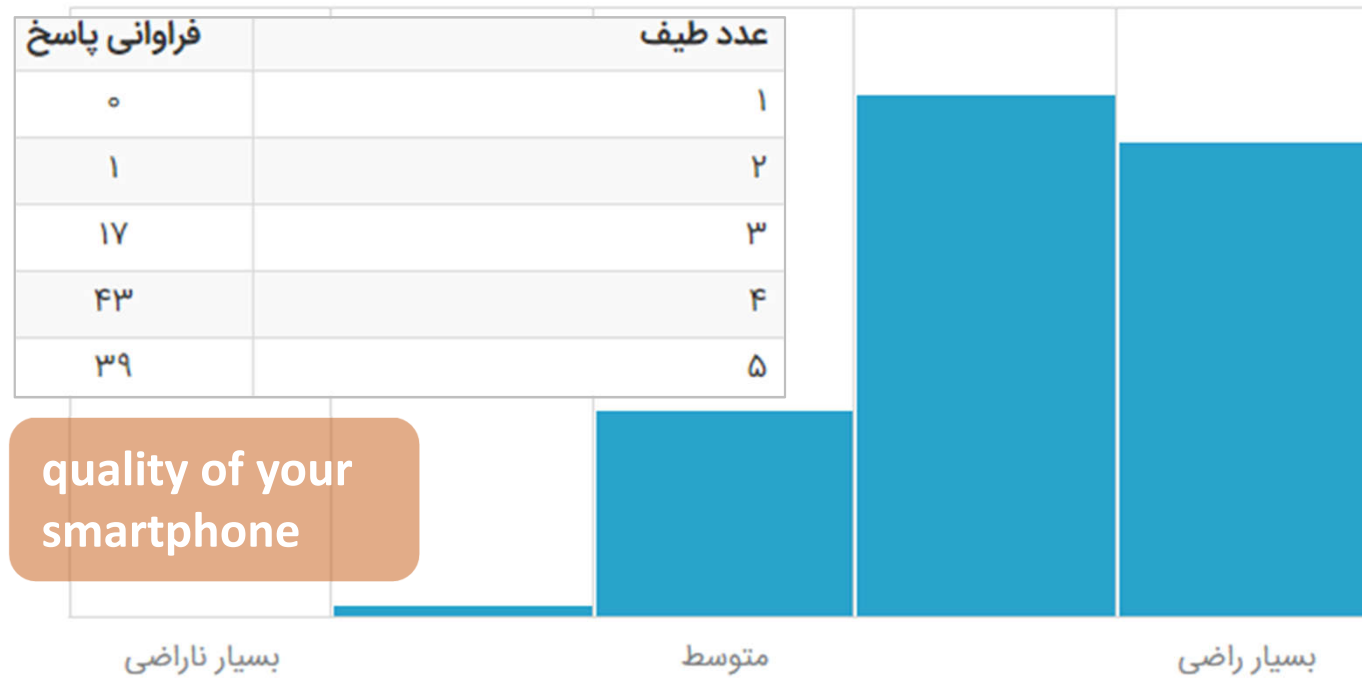 عدد طیف فراوانی پاسخ
۱ ۰
۲ ۱
۳ ۱۷
۴ ۴۳
۵ ۳۹
quality of your
smartphone
بسیار ناراضی متوسط بسیار راضی